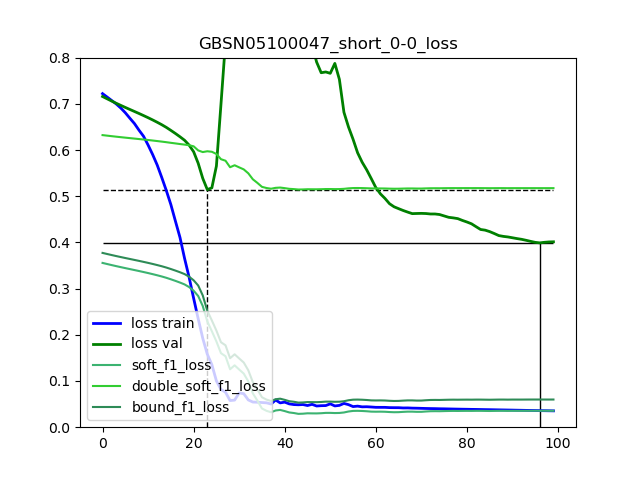 GBSN05100047_short_0-0_loss
0.8
0.7
0.6
0.5
0.4
0.3
0.2
0.1
0.0
loss train
loss val
soft_f1_loss
double_soft_f1_loss
bound_f1_loss
0 20 40 60 80 100